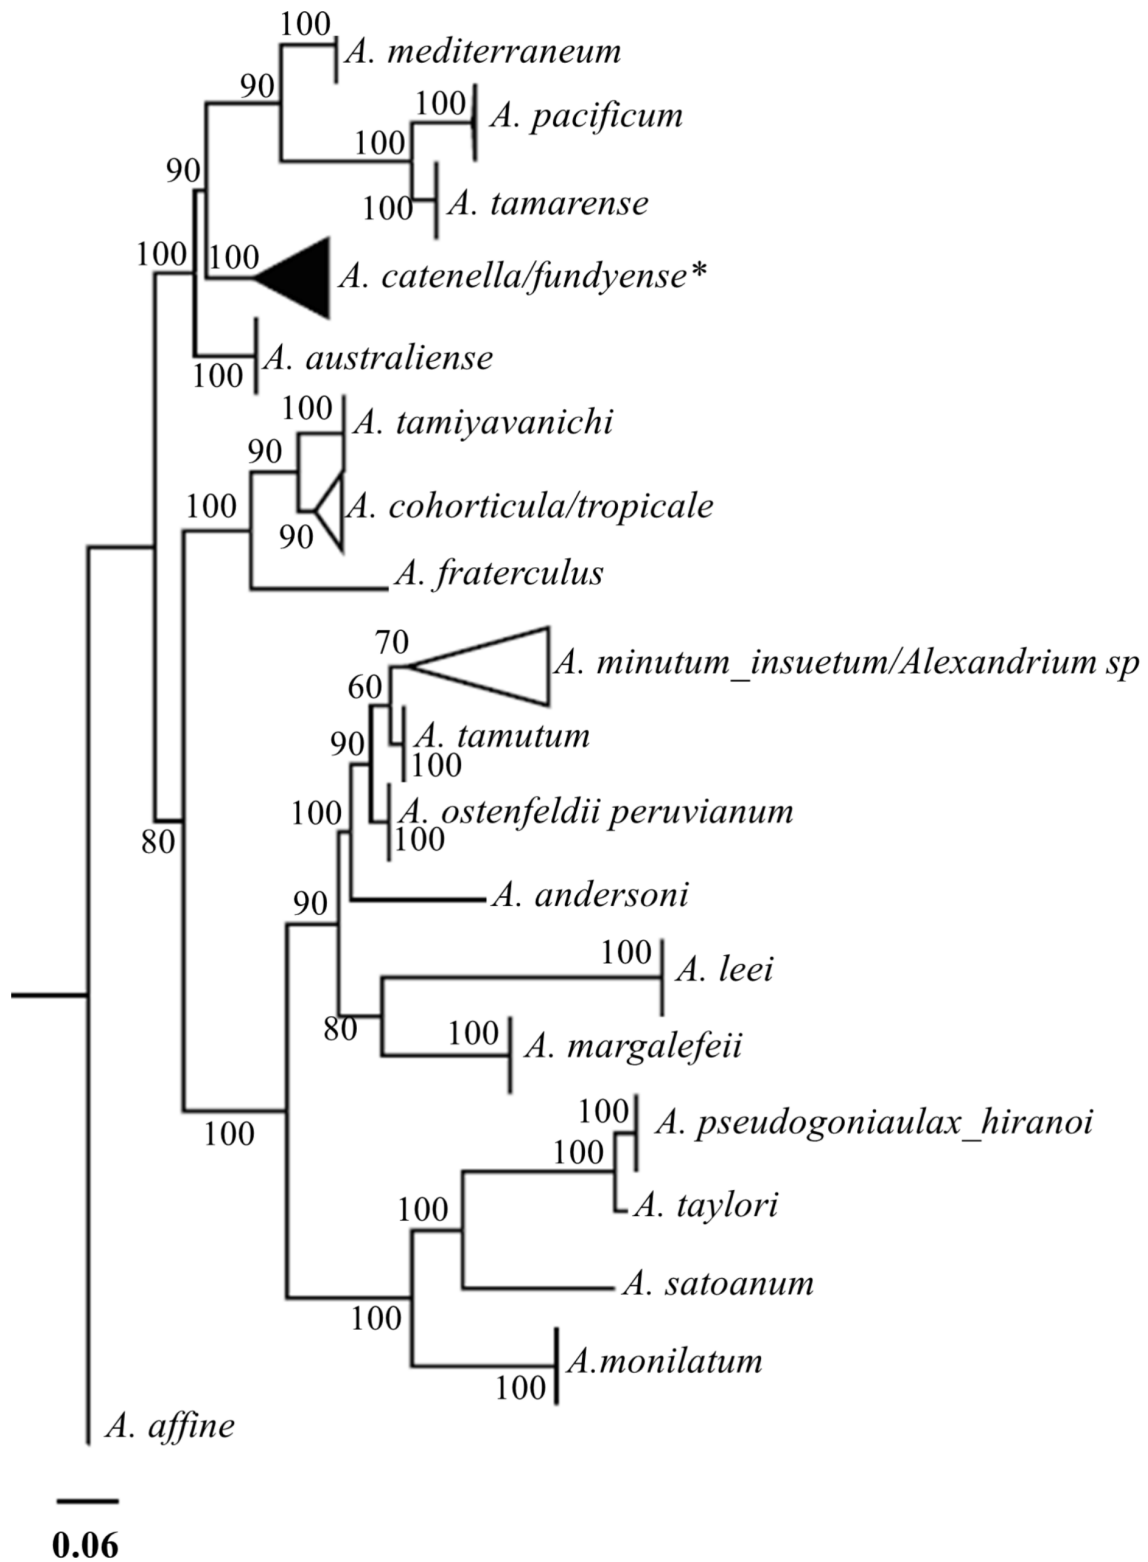 100
A. mediterraneum
90
100
A. pacificum
100
90
100
A. tamarense
100
100
A. catenella/fundyense*
A. australiense
100
100
A. tamiyavanichi
90
100
A. cohorticula/tropicale
90
A. fraterculus
70
A. minutum_insuetum/Alexandrium sp
60
90
A. tamutum
100
100
A. ostenfeldii peruvianum
100
80
A. andersoni
90
100
A. leei
80
100
A. margalefeii
100
A. pseudogoniaulax_hiranoi
100
100
A. taylori
100
A. satoanum
100
A.monilatum
100
A. affine
0.06